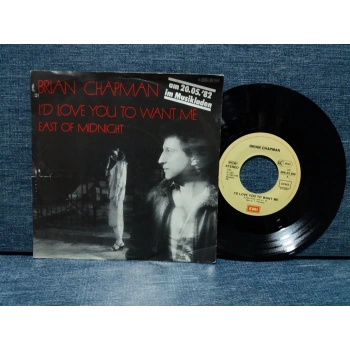 BRIAN CHAPMAN
am 20.05.'82
im Musikladen
I'D LOVE YOU TO WANT ME
EAST OF MIDNIGHT
BRIAN CHAPMAN
I'D LOVE YOU TO WANT ME
EMI